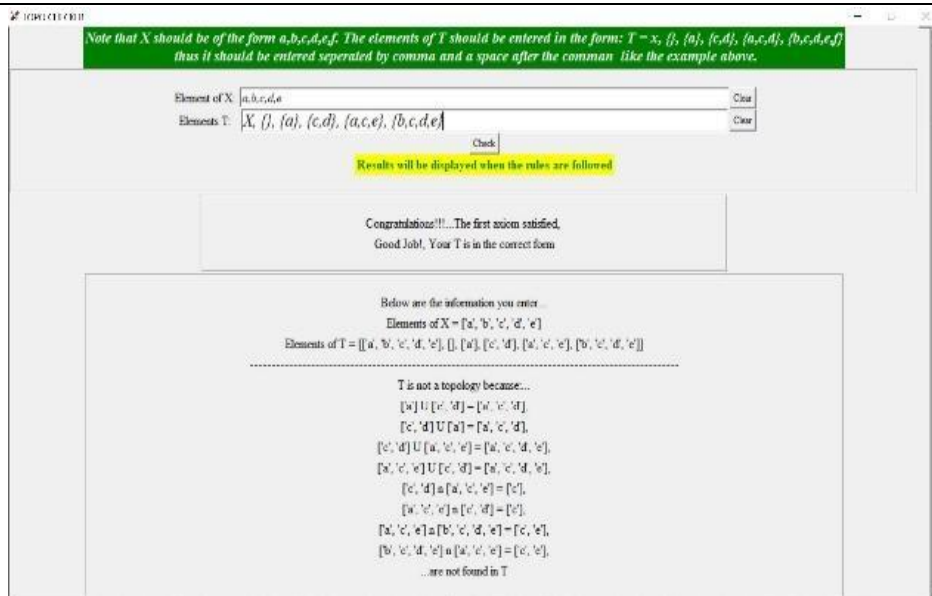 Note that X should be of the form a,b,c,d,e,f. The elements of T should be entered in the form: T = x, {}, {a}, {c,d}, {a,c,d}, {b,c,d,e,f}
thus it should be entered seperated by comma and a space after the comman like the example above.
Element of X: a,b,c,d,e Clear
Elements T: X, {}, {a}, {c,d}, {a,c,e}, {b,c,d,e} Clear
Check
Results will be displayed when the rules are followed
Congratulations!!!...The first axiom satisfied,
Good Job!, Your T is in the correct form
Below are the information you enter...
Elements of X = ['a', 'b', 'c', 'd', 'e']
Elements of T = [['a', 'b', 'c', 'd', 'e'], [], ['a'], ['c', 'd'], ['a', 'c', 'e'], ['b', 'c', 'd', 'e']]
T is not a topology because:...
['a'] U ['c', 'd'] = ['a', 'c', 'd'],
['c', 'd'] U ['a'] = ['a', 'c', 'd'],
['c', 'd'] U ['a', 'c', 'e'] = ['a', 'c', 'd', 'e'],
['a', 'c', 'e'] U ['c', 'd'] = ['a', 'c', 'd', 'e'],
['c', 'd'] n ['a', 'c', 'e'] = ['c'],
['a', 'c', 'e'] n ['c', 'd'] = ['c'],
['a', 'c', 'e'] n ['b', 'c', 'd', 'e'] = ['c', 'e'],
['b', 'c', 'd', 'e'] n ['a', 'c', 'e'] = ['c', 'e'],
...are not found in T